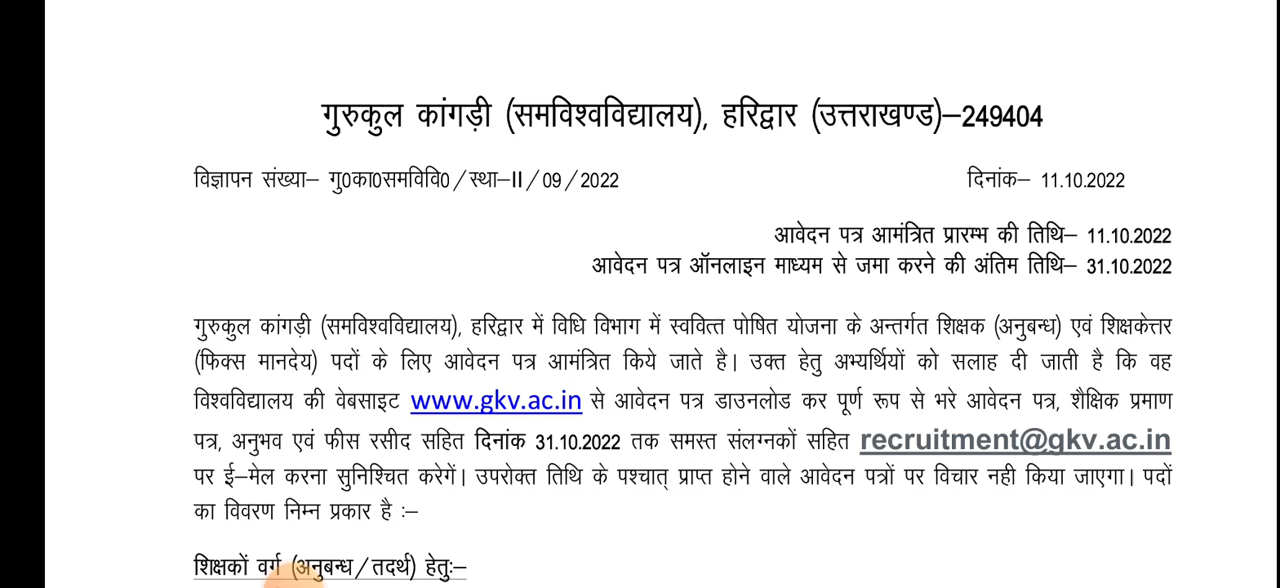 गुरुकुल कांगड़ी (समविश्वविद्यालय), हरिद्वार (उत्तराखण्ड)–249404
विज्ञापन संख्या– गु0का0समविवि0/स्था–II/09/2022 दिनांक– 11.10.2022
आवेदन पत्र आमंत्रित प्रारम्भ की तिथि– 11.10.2022
आवेदन पत्र ऑनलाइन माध्यम से जमा करने की अंतिम तिथि– 31.10.2022
गुरुकुल कांगड़ी (समविश्वविद्यालय), हरिद्वार में विधि विभाग में स्ववित्त पोषित योजना के अन्तर्गत शिक्षक (अनुबन्ध) एवं शिक्षकेत्तर
(फिक्स मानदेय) पदों के लिए आवेदन पत्र आमंत्रित किये जाते है। उक्त हेतु अभ्यर्थियों को सलाह दी जाती है कि वह
विश्वविद्यालय की वेबसाइट www.gkv.ac.in से आवेदन पत्र डाउनलोड कर पूर्ण रूप से भरे आवेदन पत्र, शैक्षिक प्रमाण
पत्र, अनुभव एवं फीस रसीद सहित दिनांक 31.10.2022 तक समस्त संलग्नकों सहित recruitment@gkv.ac.in
पर ई–मेल करना सुनिश्चित करेगें। उपरोक्त तिथि के पश्चात् प्राप्त होने वाले आवेदन पत्रों पर विचार नही किया जाएगा। पदों
का विवरण निम्न प्रकार है :–
शिक्षकों वर्ग (अनुबन्ध/तदर्थ) हेतुः–